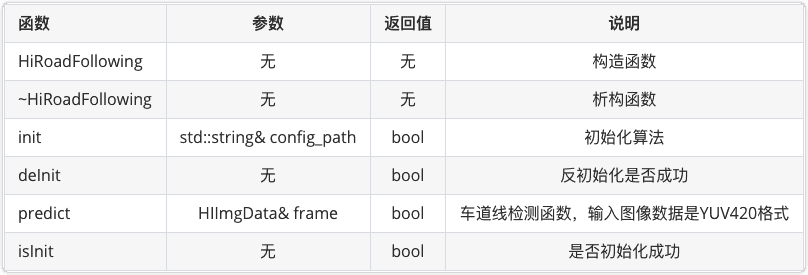 函数 参数 返回值 说明
HiRoadFollowing 无 无 构造函数
~HiRoadFollowing 无 无 析构函数
init std::string& config_path bool 初始化算法
deInit 无 bool 反初始化是否成功
predict HIImgData& frame bool 车道线检测函数，输入图像数据是YUV420格式
isInit 无 bool 是否初始化成功